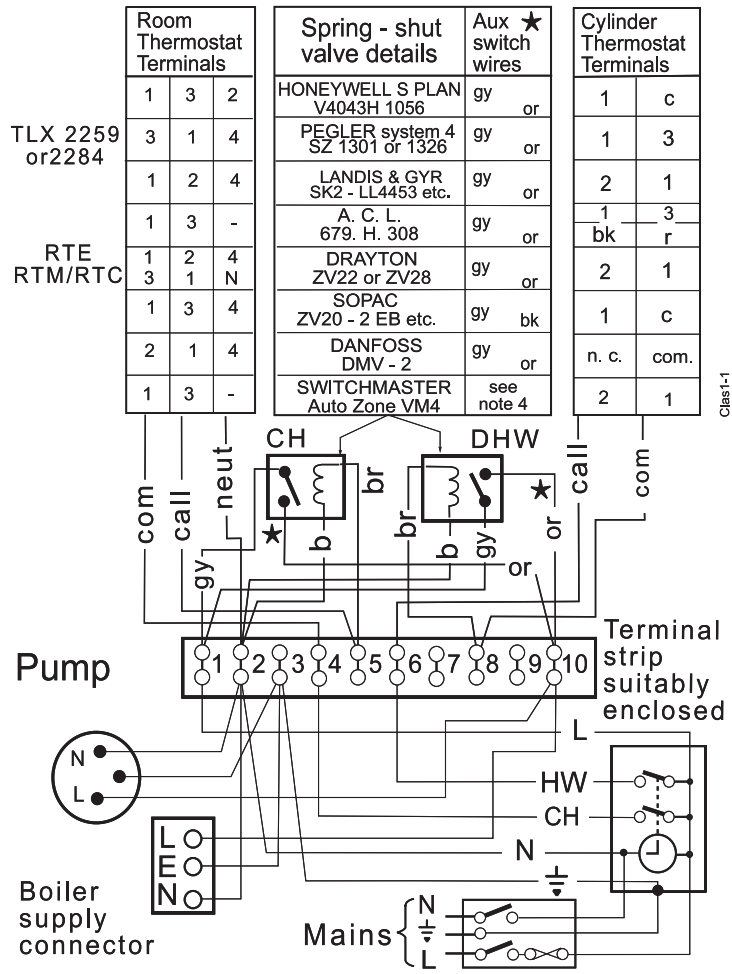 Room
Thermostat
Terminals
1 3 2
3 1 4
1 2 4
1 3 -
1 2 4
3 1 N
1 3 4
2 1 4
1 3 -
TLX 2259
or2284
RTE
RTM/RTC
Spring - shut
valve details
Aux ★
switch
wires
HONEYWELL S PLAN
V4043H 1056
gy
or
PEGLER system 4
SZ 1301 or 1326
gy
or
LANDIS & GYR
SK2 - LL4453 etc.
gy
or
A. C. L.
679. H. 308
gy
or
DRAYTON
ZV22 or ZV28
gy
or
SOPAC
ZV20 - 2 EB etc.
gy
bk
DANFOSS
DMV - 2
gy
or
SWITCHMASTER
Auto Zone VM4
see
note 4
Cylinder
Thermostat
Terminals
1 c
1 3
2 1
1 3
bk r
2 1
1 c
n. c. com.
2 1
Clas1-1
CH
DHW
com
call
neut
gy
★
b
br
br
b
gy
★
or
call
com
or
1 2 3 4 5 6 7 8 9 10
Terminal
strip
suitably
enclosed
Pump
N
L
L
HW
CH
N
L
E
N
Boiler
supply
connector
Mains
N
L